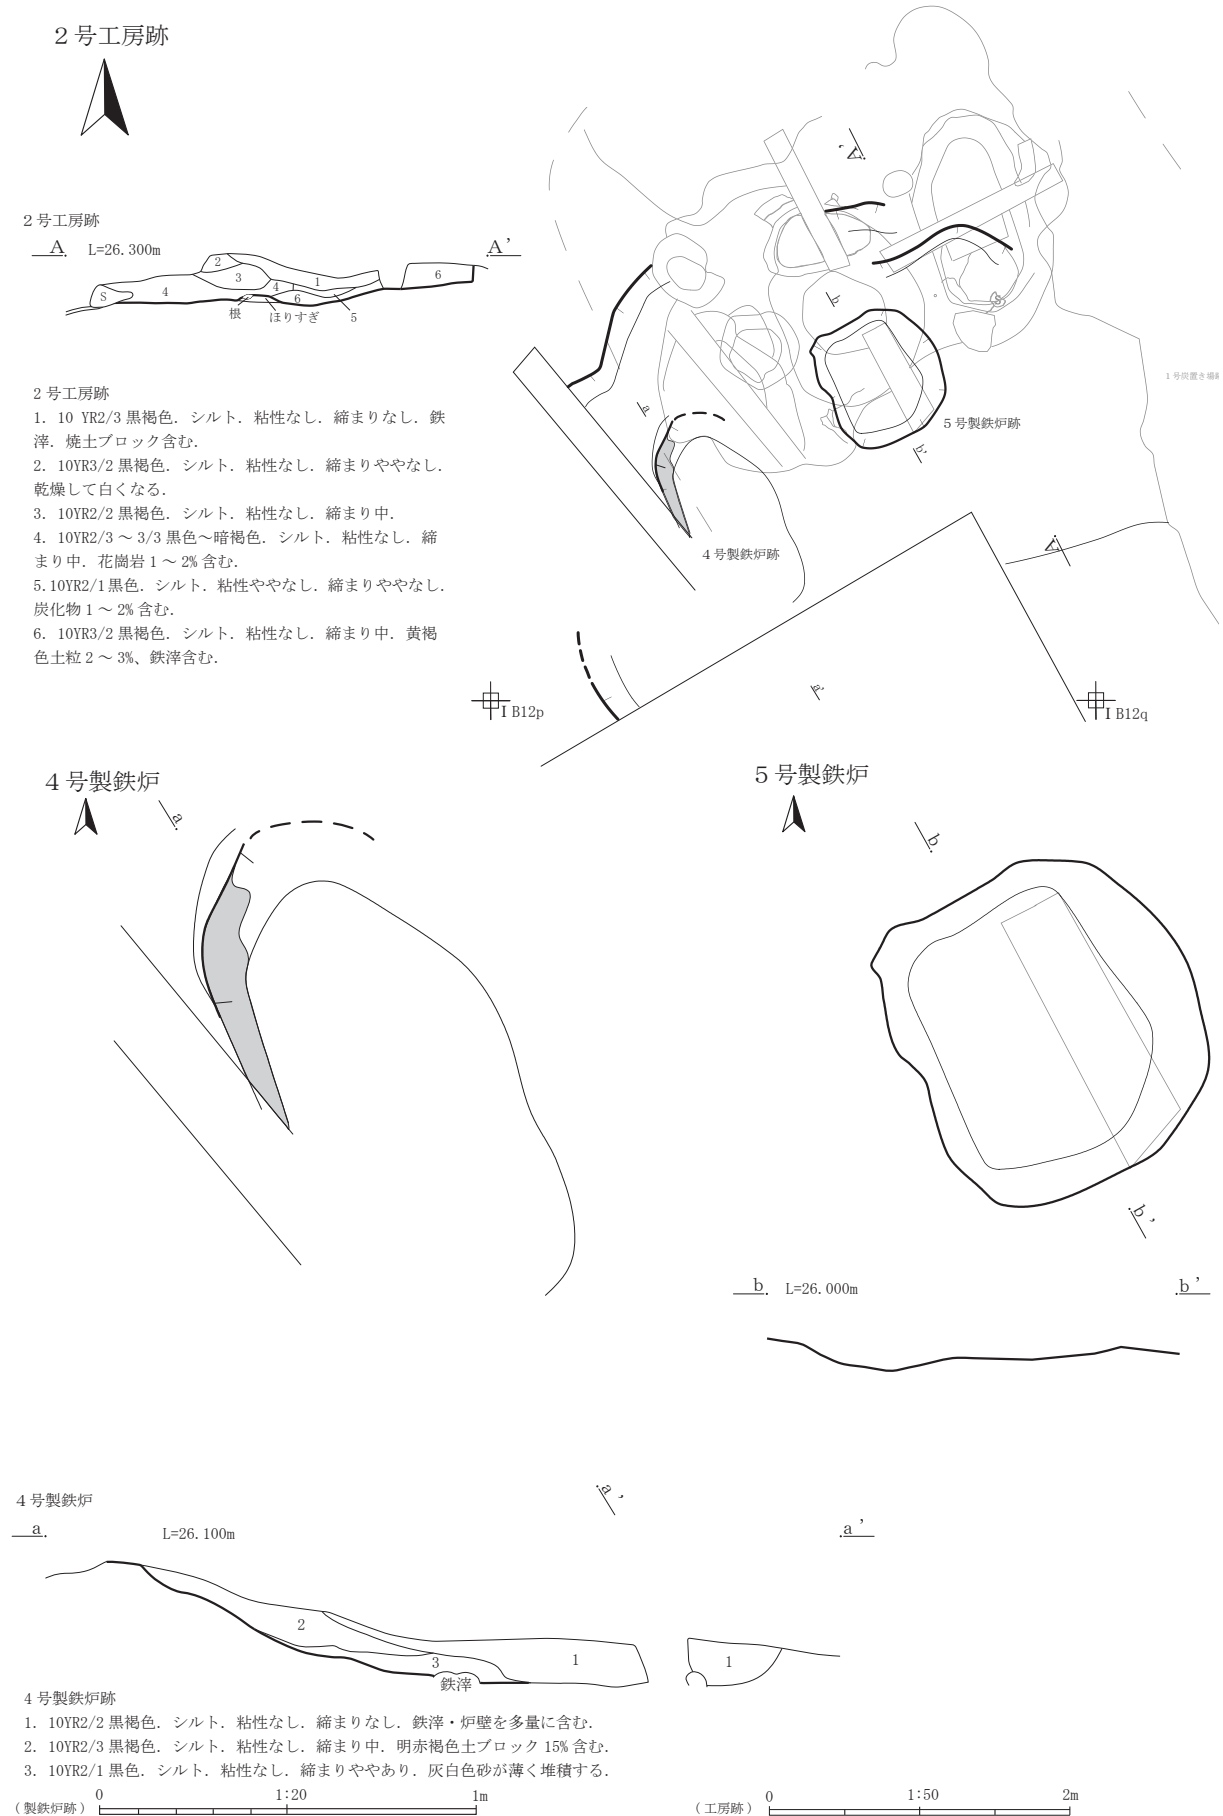 ２号工房跡
A’
２号工房跡
A L=26.300m A’
2
6
3
1
4
4
S
6
根
ほりすぎ
5
b
１号炭置き場跡
２号工房跡
1. 10 YR2/3 黒褐色．シルト．粘性なし．締まりなし．鉄
滓．焼土ブロック含む．
2. 10YR3/2 黒褐色．シルト．粘性なし．締まりややなし．
乾燥して白くなる．
3. 10YR2/2 黒褐色．シルト．粘性なし．締まり中．
4. 10YR2/3 ～ 3/3 黒色～暗褐色．シルト．粘性なし．締
まり中．花崗岩 1 ～ 2% 含む．
5.10YR2/1 黒色．シルト．粘性ややなし．締まりややなし．
炭化物 1 ～ 2% 含む．
6. 10YR3/2 黒褐色．シルト．粘性なし．締まり中．黄褐
色土粒 2 ～ 3%、鉄滓含む．
a
５号製鉄炉跡
b’
４号製鉄炉跡
A
S
a’
I B12p
I B12q
４号製鉄炉
a
５号製鉄炉
b
b’
b L=26.000m b’
a’
４号製鉄炉
a L=26.100m a’
2
3
1
1
鉄滓
４号製鉄炉跡
1. 10YR2/2 黒褐色．シルト．粘性なし．締まりなし．鉄滓・炉壁を多量に含む．
2. 10YR2/3 黒褐色．シルト．粘性なし．締まり中．明赤褐色土ブロック 15% 含む．
3. 10YR2/1 黒色．シルト．粘性なし．締まりややあり．灰白色砂が薄く堆積する．
（製鉄炉跡） 0 1:20 1m
（工房跡） 0 1:50 2m